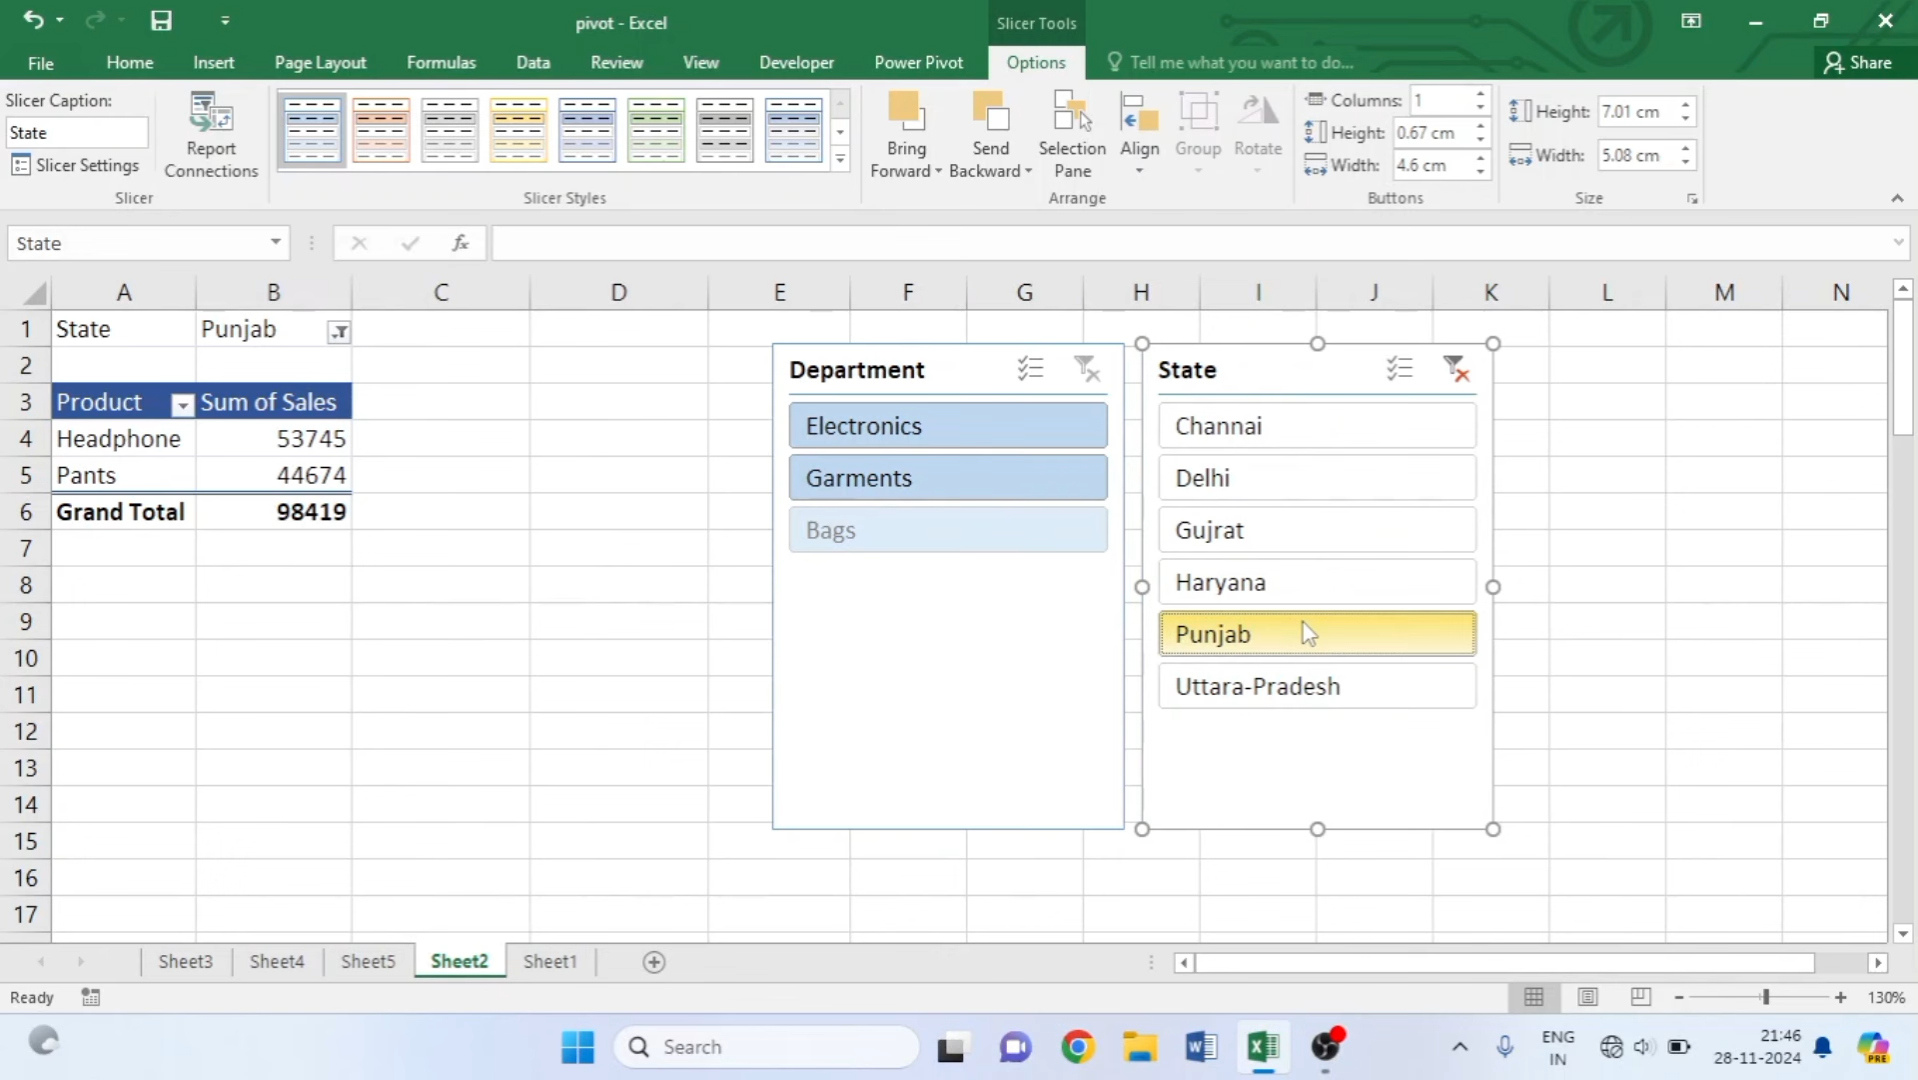 pivot - Excel
Slicer Tools
File Home Insert Page Layout Formulas Data Review View Developer Power Pivot Options Tell me what you want to do... Share
Slicer Caption:
State
Slicer Settings
Report Connections
Bring Forward
Send Backward
Selection Pane
Align
Group
Rotate
Columns: 1
Height: 0.67 cm
Width: 4.6 cm
Height: 7.01 cm
Width: 5.08 cm
Slicer Slicer Styles Arrange Buttons Size
State fx
A B C D E F G H I J K L M N
1 State Punjab
2
3 Product Sum of Sales
4 Headphone 53745
5 Pants 44674
6 Grand Total 98419
7
8
9
10
11
12
13
14
15
16
17
Department
Electronics
Garments
Bags
State
Channai
Delhi
Gujrat
Haryana
Punjab
Uttara-Pradesh
Sheet3 Sheet4 Sheet5 Sheet2 Sheet1
Ready 130%
Search
ENG
IN
21:46
28-11-2024
PRE